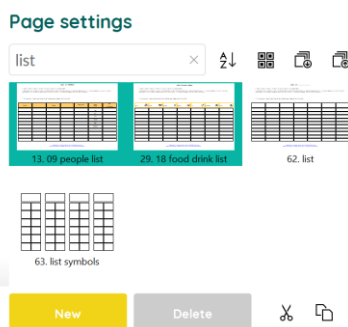 Page settings
list
13. 09 people list
29. 18 food drink list
62. list
63. list symbols
New
Delete